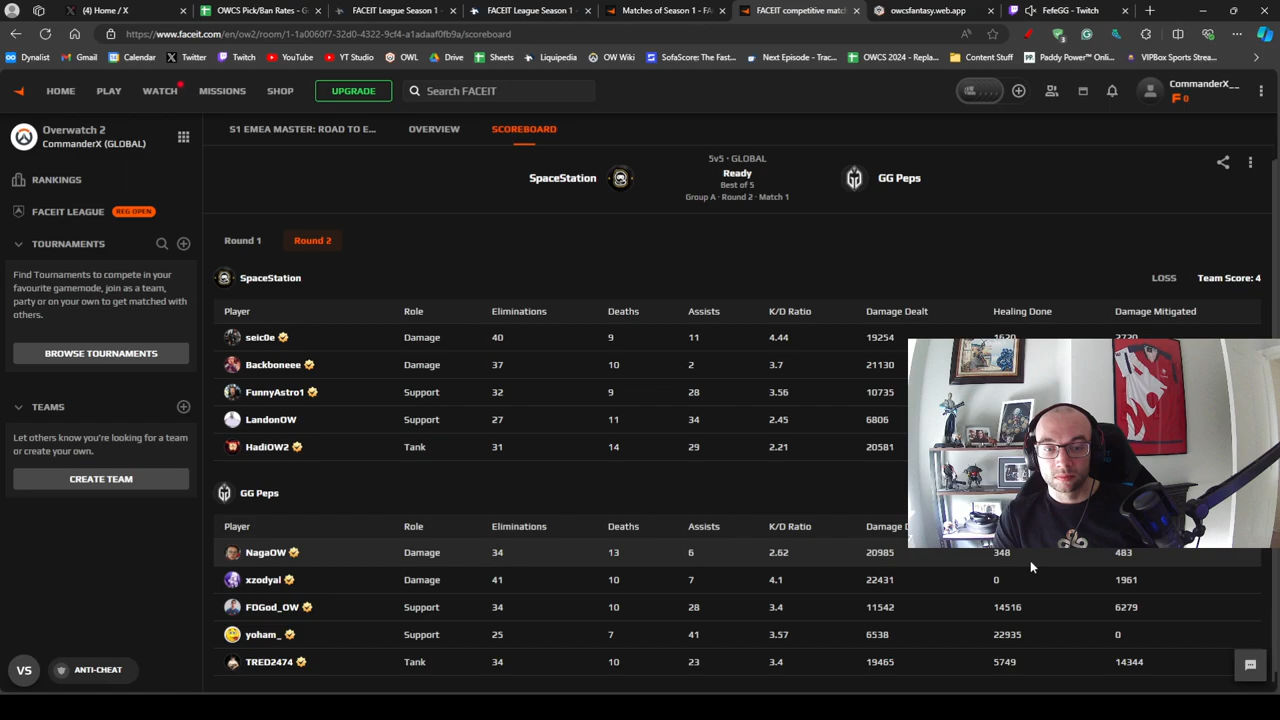 (4) Home / X
OWCS Pick/Ban Rates - G
FACEIT League Season 1 -
FACEIT League Season 1 -
Matches of Season 1 - FA
FACEIT competitive matc
owcsfantasy.web.app
FefeGG - Twitch
https://www.faceit.com/en/ow2/room/1-1a0060f7-32d0-4322-9cf4-a1adaaf0fb9a/scoreboard
Dynalist
Gmail
Calendar
Twitter
Twitch
YouTube
YT Studio
OWL
Drive
Sheets
Liquipedia
OW Wiki
SofaScore: The Fast...
Next Episode - Trac...
OWCS 2024 - Repla...
Content Stuff
Paddy Power™ Onli...
VIPBox Sports Strea...
HOME
PLAY
WATCH
MISSIONS
SHOP
UPGRADE
Search FACEIT
CommanderX__
F 0
Overwatch 2
CommanderX (GLOBAL)
RANKINGS
FACEIT LEAGUE
REG OPEN
TOURNAMENTS
Find Tournaments to compete in your
favourite gamemode, join as a team,
party or on your own to get matched with
others.
BROWSE TOURNAMENTS
TEAMS
Let others know you're looking for a team
or create your own.
CREATE TEAM
VS
ANTI-CHEAT
S1 EMEA MASTER: ROAD TO E...
OVERVIEW
SCOREBOARD
SpaceStation
5v5 • GLOBAL
Ready
Best of 5
Group A • Round 2 • Match 1
GG Peps
Round 1
Round 2
SpaceStation
LOSS
Team Score: 4
Player Role Eliminations Deaths Assists K/D Ratio Damage Dealt Healing Done Damage Mitigated
seic0e Damage 40 9 11 4.44 19254 1620 2720
Backboneee Damage 37 10 2 3.7 21130
FunnyAstro1 Support 32 9 28 3.56 10735
LandonOW Support 27 11 34 2.45 6806
HadiOW2 Tank 31 14 29 2.21 20581
GG Peps
Player Role Eliminations Deaths Assists K/D Ratio Damage D
NagaOW Damage 34 13 6 2.62 20985 348 483
xzodyal Damage 41 10 7 4.1 22431 0 1961
FDGod_OW Support 34 10 28 3.4 11542 14516 6279
yoham_ Support 25 7 41 3.57 6538 22935 0
TRED2474 Tank 34 10 23 3.4 19465 5749 14344